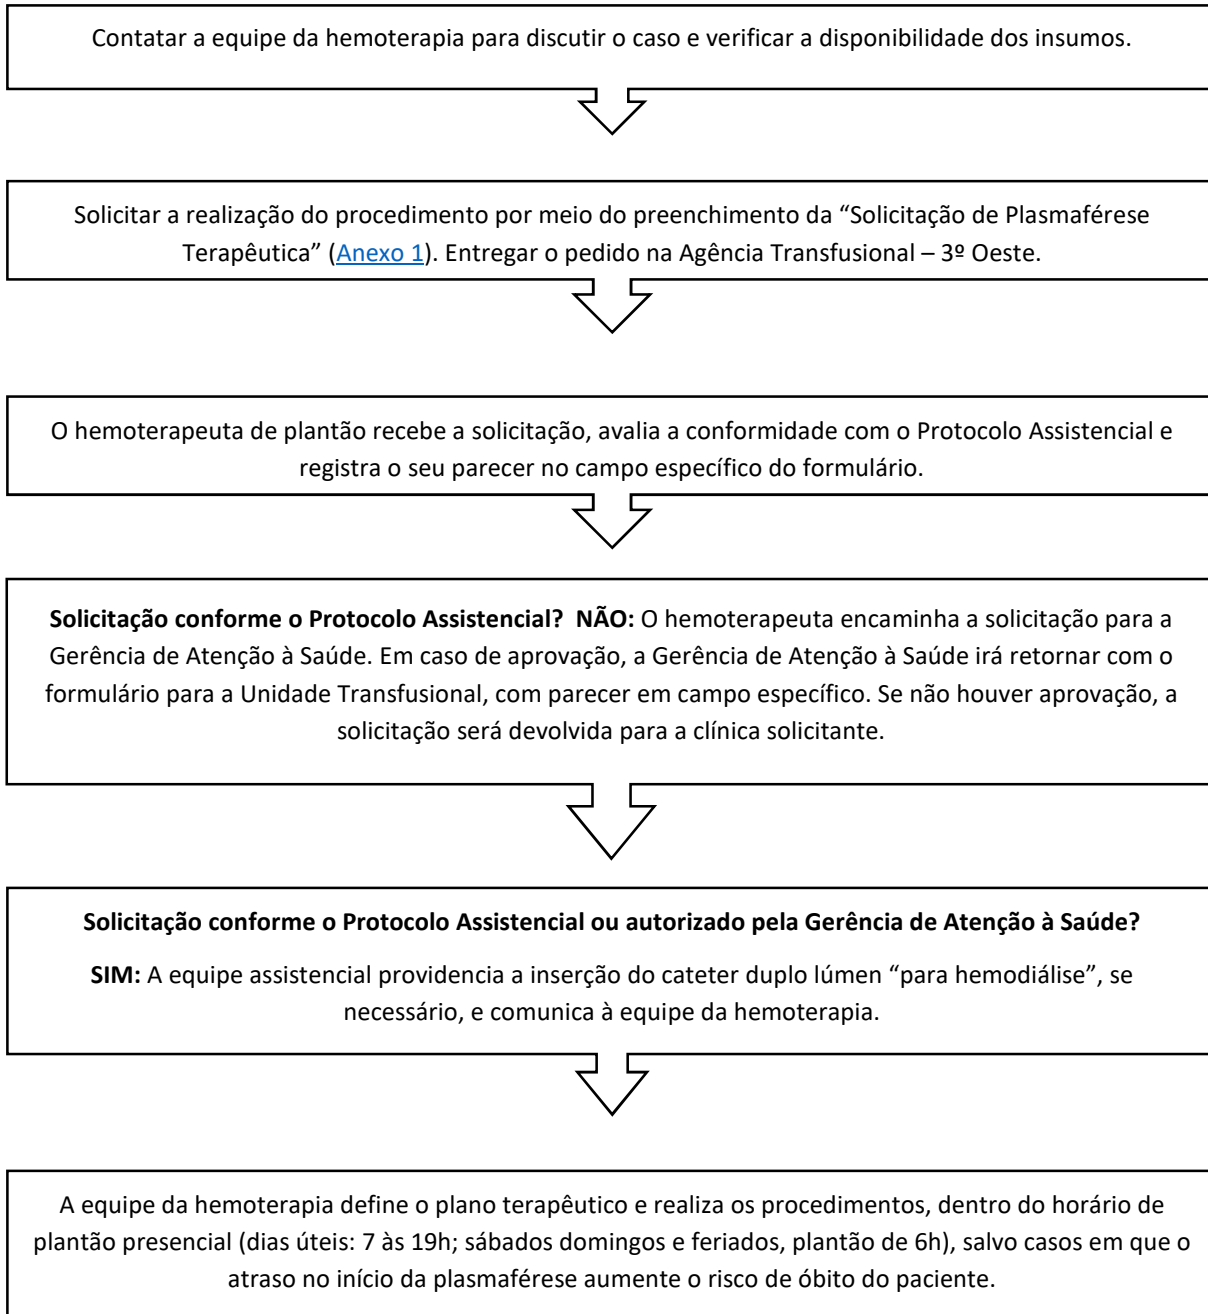 Contatar a equipe da hemoterapia para discutir o caso e verificar a disponibilidade dos insumos.
Solicitar a realização do procedimento por meio do preenchimento da “Solicitação de Plasmaférese
Terapêutica” (Anexo 1). Entregar o pedido na Agência Transfusional – 3º Oeste.
O hemoterapeuta de plantão recebe a solicitação, avalia a conformidade com o Protocolo Assistencial e
registra o seu parecer no campo específico do formulário.
Solicitação conforme o Protocolo Assistencial? NÃO: O hemoterapeuta encaminha a solicitação para a
Gerência de Atenção à Saúde. Em caso de aprovação, a Gerência de Atenção à Saúde irá retornar com o
formulário para a Unidade Transfusional, com parecer em campo específico. Se não houver aprovação, a
solicitação será devolvida para a clínica solicitante.
Solicitação conforme o Protocolo Assistencial ou autorizado pela Gerência de Atenção à Saúde?
SIM: A equipe assistencial providencia a inserção do cateter duplo lúmen “para hemodiálise”, se
necessário, e comunica à equipe da hemoterapia.
A equipe da hemoterapia define o plano terapêutico e realiza os procedimentos, dentro do horário de
plantão presencial (dias úteis: 7 às 19h; sábados domingos e feriados, plantão de 6h), salvo casos em que o
atraso no início da plasmaférese aumente o risco de óbito do paciente.